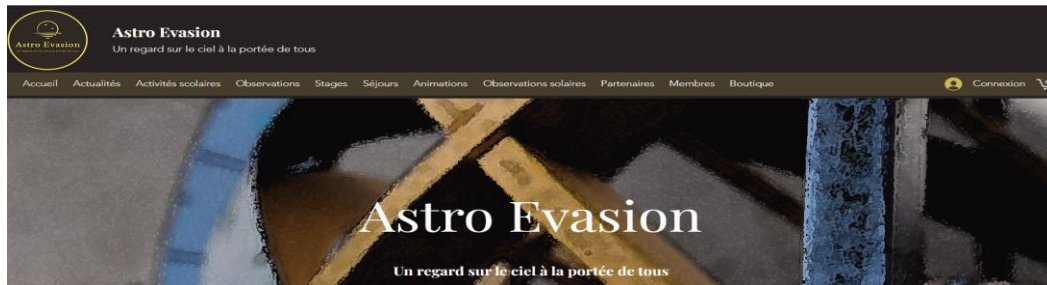 Astro Evasion
Astro Evasion
Un regard sur le ciel à la portée de tous
Accueil Actualités Activités scolaires Observations Stages Séjours Animations Observations solaires Partenaires Membres Boutique Connexion
Astro Evasion
Un regard sur le ciel à la portée de tous